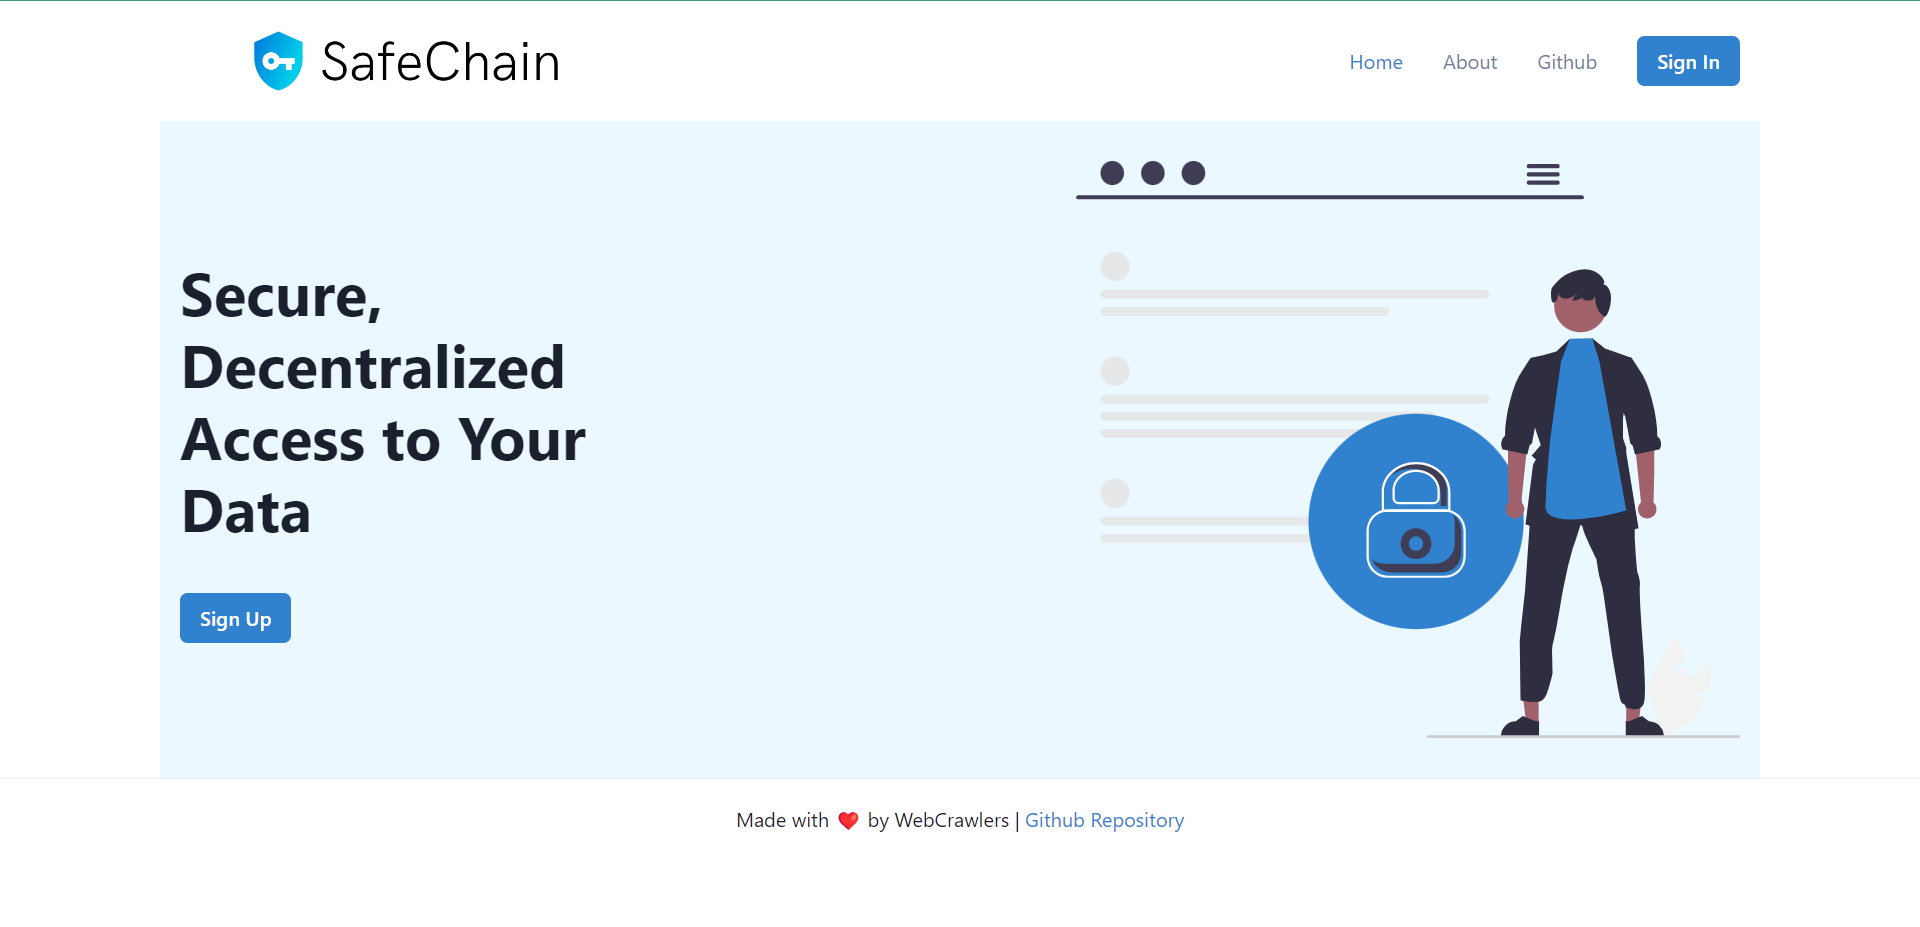 SafeChain
Home About Github Sign In
Secure,
Decentralized
Access to Your
Data
Sign Up
Made with ❤️ by WebCrawlers | Github Repository